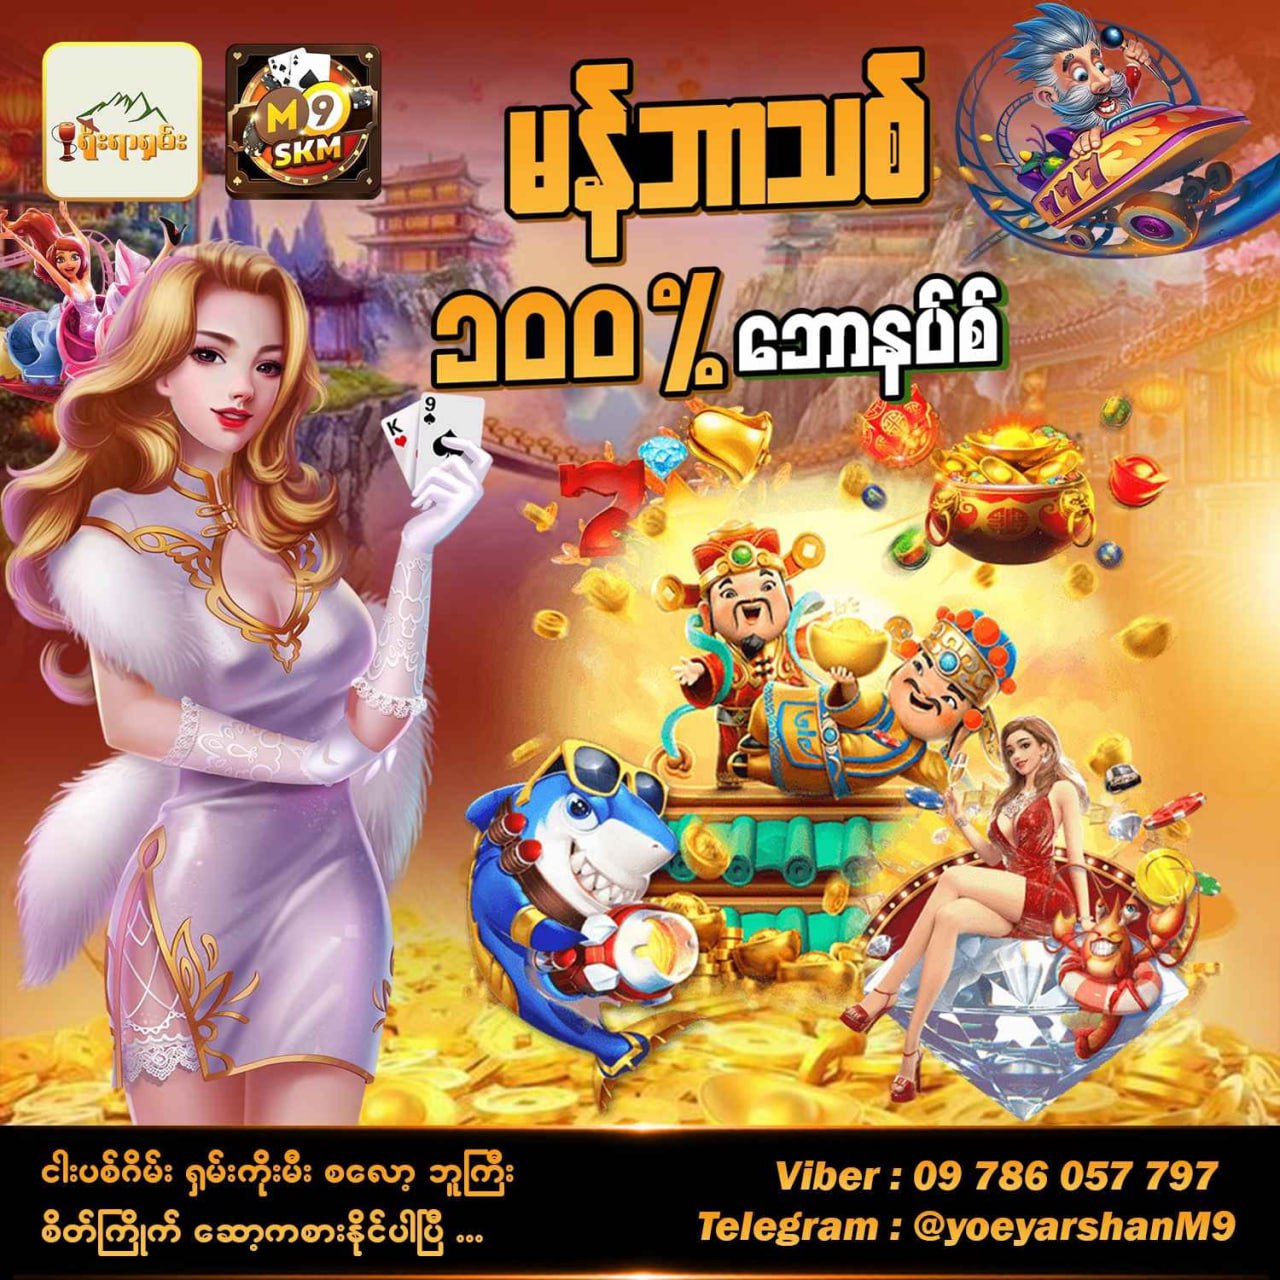 ရိုးရာရှမ်း
M9
SKM
မန်ဘာသစ်
၁၀၀% ဘောနပ်စ်
777
K
9
7
ငါးပစ်ဂိမ်း ရှမ်းကိုးမီး စလော့ ဘူကြီး
စိတ်ကြိုက် ဆော့ကစားနိုင်ပါပြီ ...
Viber : 09 786 057 797
Telegram : @yoeyarshanM9